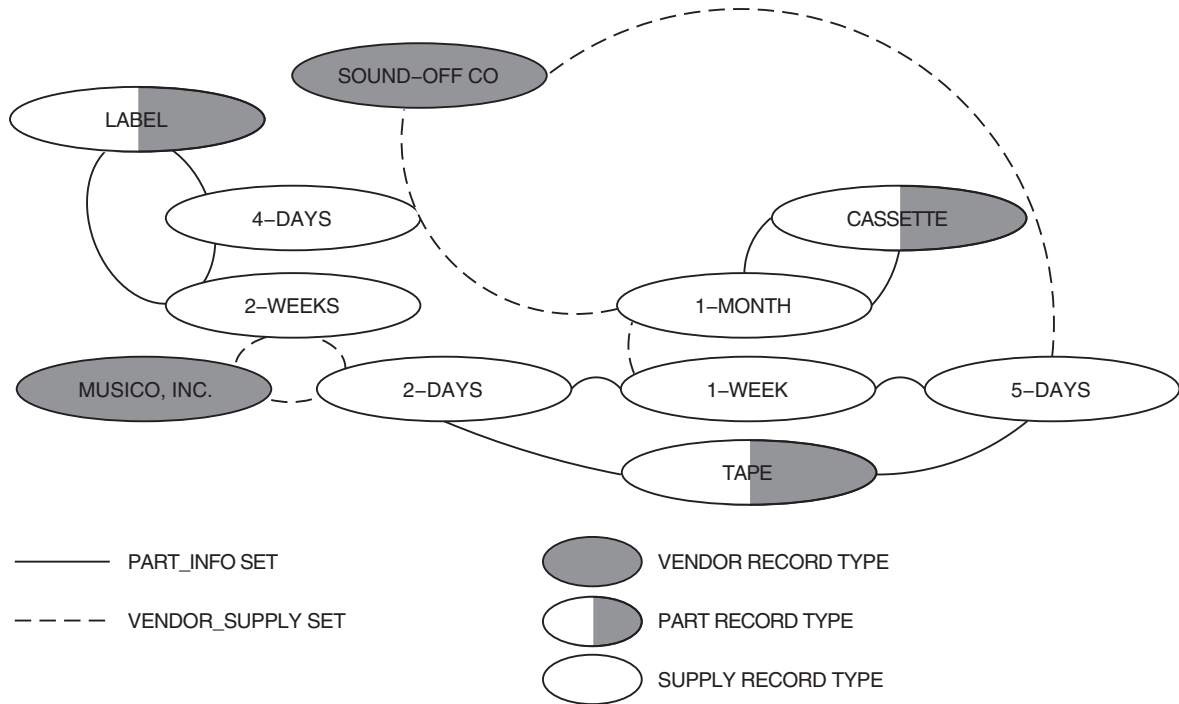 SOUND–OFF CO
LABEL
4–DAYS
CASSETTE
2–WEEKS
1–MONTH
MUSICO, INC.
2–DAYS
1–WEEK
5–DAYS
TAPE
PART_INFO SET
VENDOR RECORD TYPE
VENDOR_SUPPLY SET
PART RECORD TYPE
SUPPLY RECORD TYPE